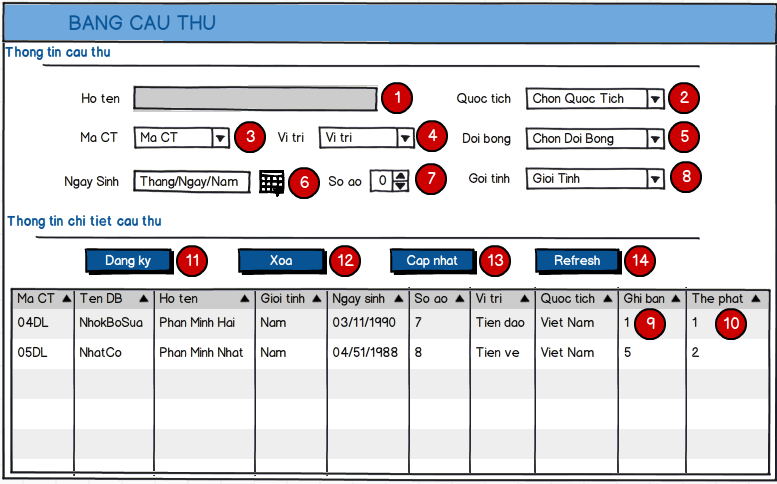 BANG CAU THU
Thong tin cau thu
Ho ten 1 Quoc tich Chon Quoc Tich 2
Ma CT Ma CT 3 Vi tri Vi tri 4 Doi bong Chon Doi Bong 5
Ngay Sinh Thang/Ngay/Nam 6 So ao 0 7 Goi tinh Gioi Tinh 8
Thong tin chi tiet cau thu
Dang ky 11 Xoa 12 Cap nhat 13 Refresh 14
Ma CT Ten DB Ho ten Gioi tinh Ngay sinh So ao Vi tri Quoc tich Ghi ban The phat
04DL NhokBoSua Phan Minh Hai Nam 03/11/1990 7 Tien dao Viet Nam 1 9 1 10
05DL NhatCo Phan Minh Nhat Nam 04/51/1988 8 Tien ve Viet Nam 5 2